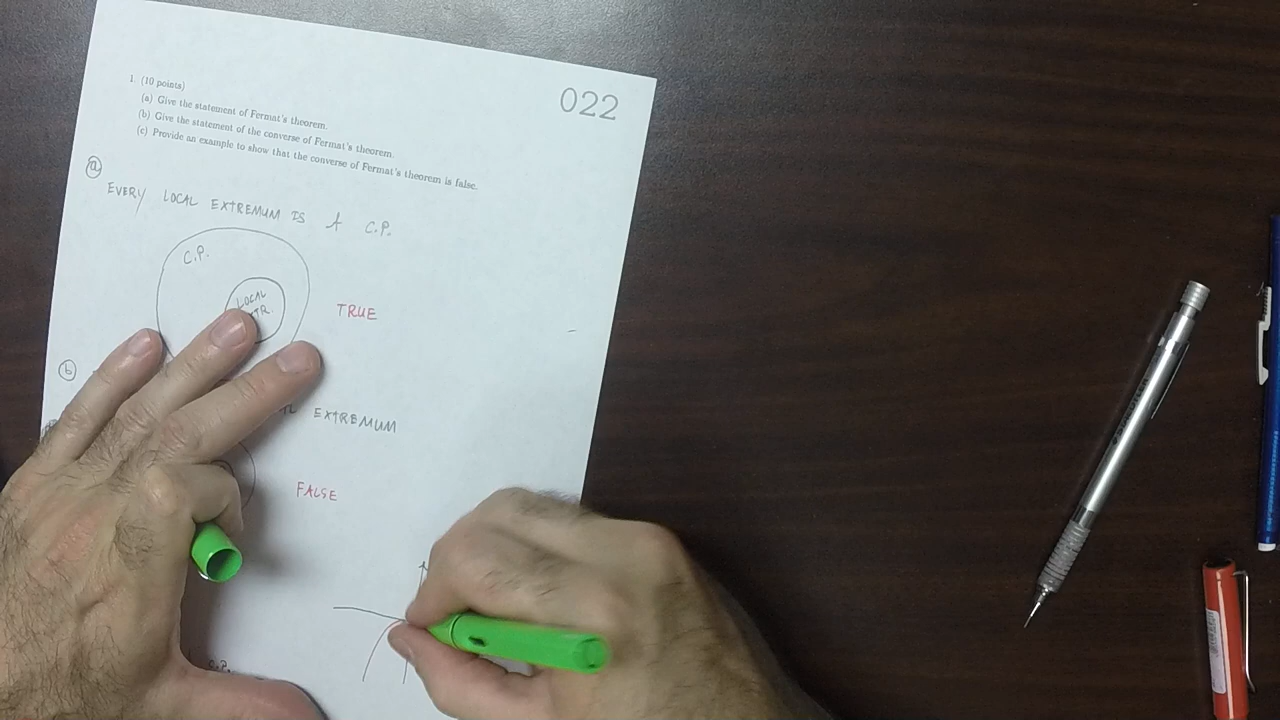 022
1. (10 points)
(a) Give the statement of Fermat's theorem.
(b) Give the statement of the converse of Fermat's theorem.
(c) Provide an example to show that the converse of Fermat's theorem is false.
a
EVERY LOCAL EXTREMUM IS A C.P.
C.P.
LOCAL
TR.
TRUE
b
EXTREMUM
FALSE